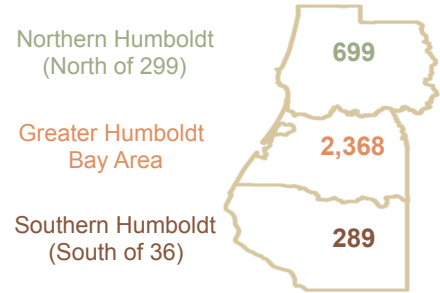 Northern Humboldt
(North of 299)
699
Greater Humboldt
Bay Area
2,368
Southern Humboldt
(South of 36)
289